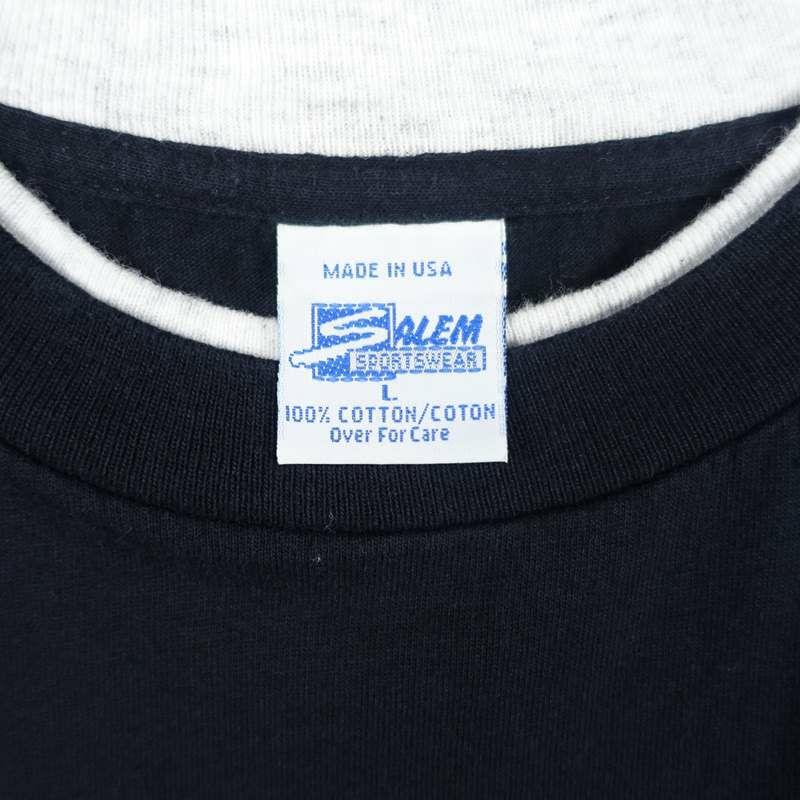 MADE IN USA
SALEM
SPORTSWEAR
L
100% COTTON/COTON
Over For Care